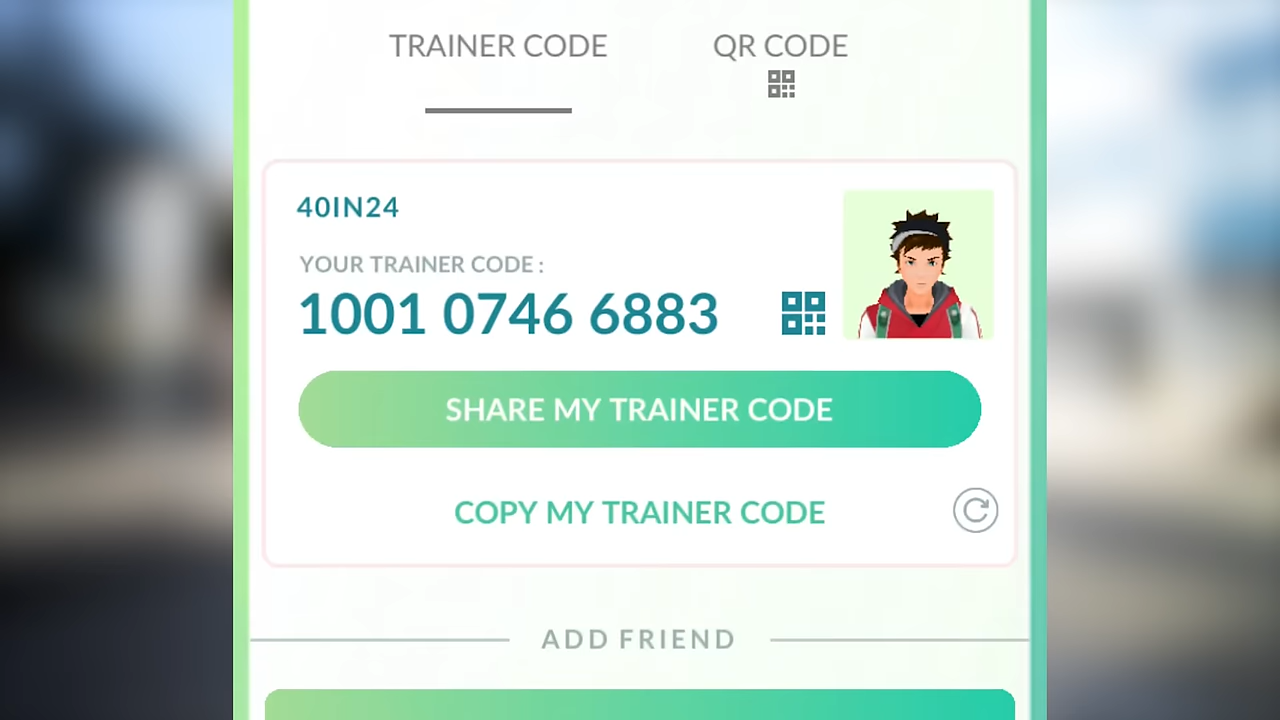 TRAINER CODE
QR CODE
40IN24
YOUR TRAINER CODE :
1001 0746 6883
SHARE MY TRAINER CODE
COPY MY TRAINER CODE
ADD FRIEND